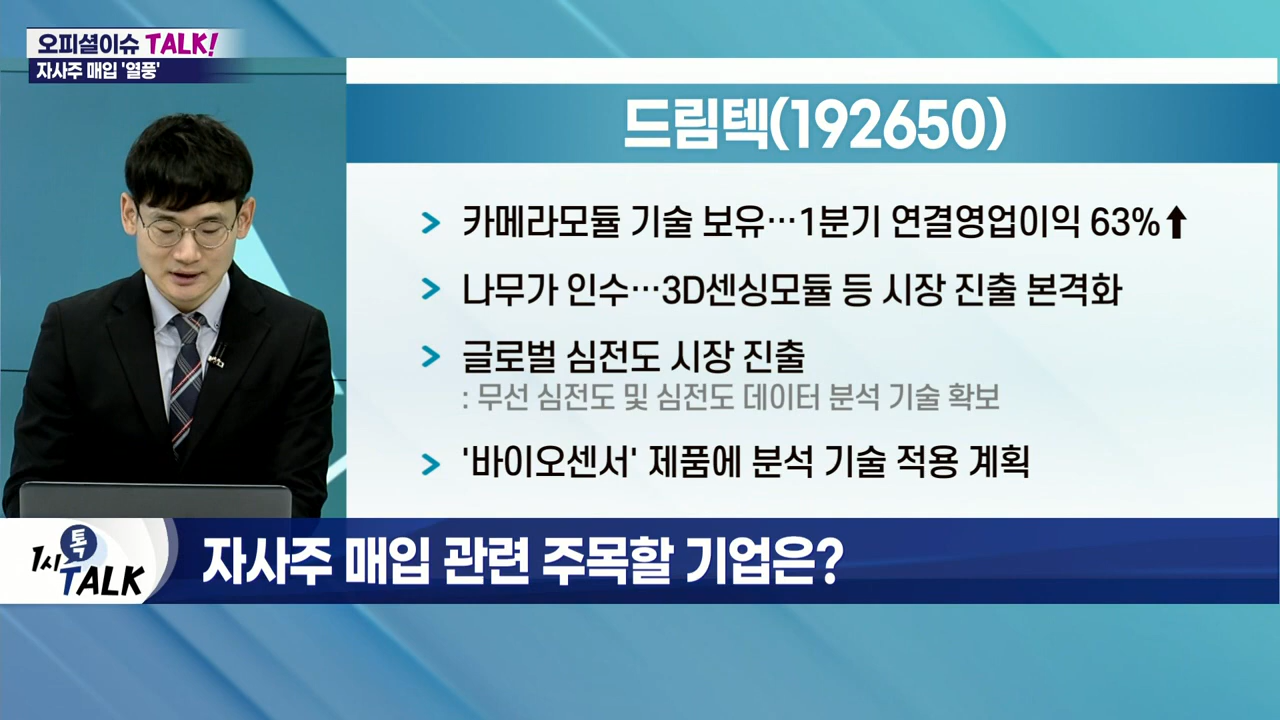 오피셜이슈 TALK!
자사주 매입 '열풍'
드림텍(192650)
> 카메라모듈 기술 보유…1분기 연결영업이익 63%⬆
> 나무가 인수…3D센싱모듈 등 시장 진출 본격화
> 글로벌 심전도 시장 진출
: 무선 심전도 및 심전도 데이터 분석 기술 확보
> '바이오센서' 제품에 분석 기술 적용 계획
1시 톡 TALK
자사주 매입 관련 주목할 기업은?